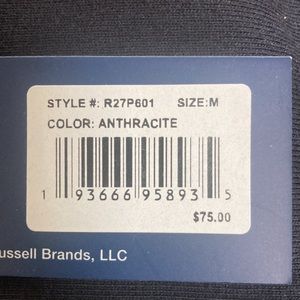 STYLE #: R27P601 SIZE:M
COLOR: ANTHRACITE
1 93666 95893 5
$75.00
ussell Brands, LLC